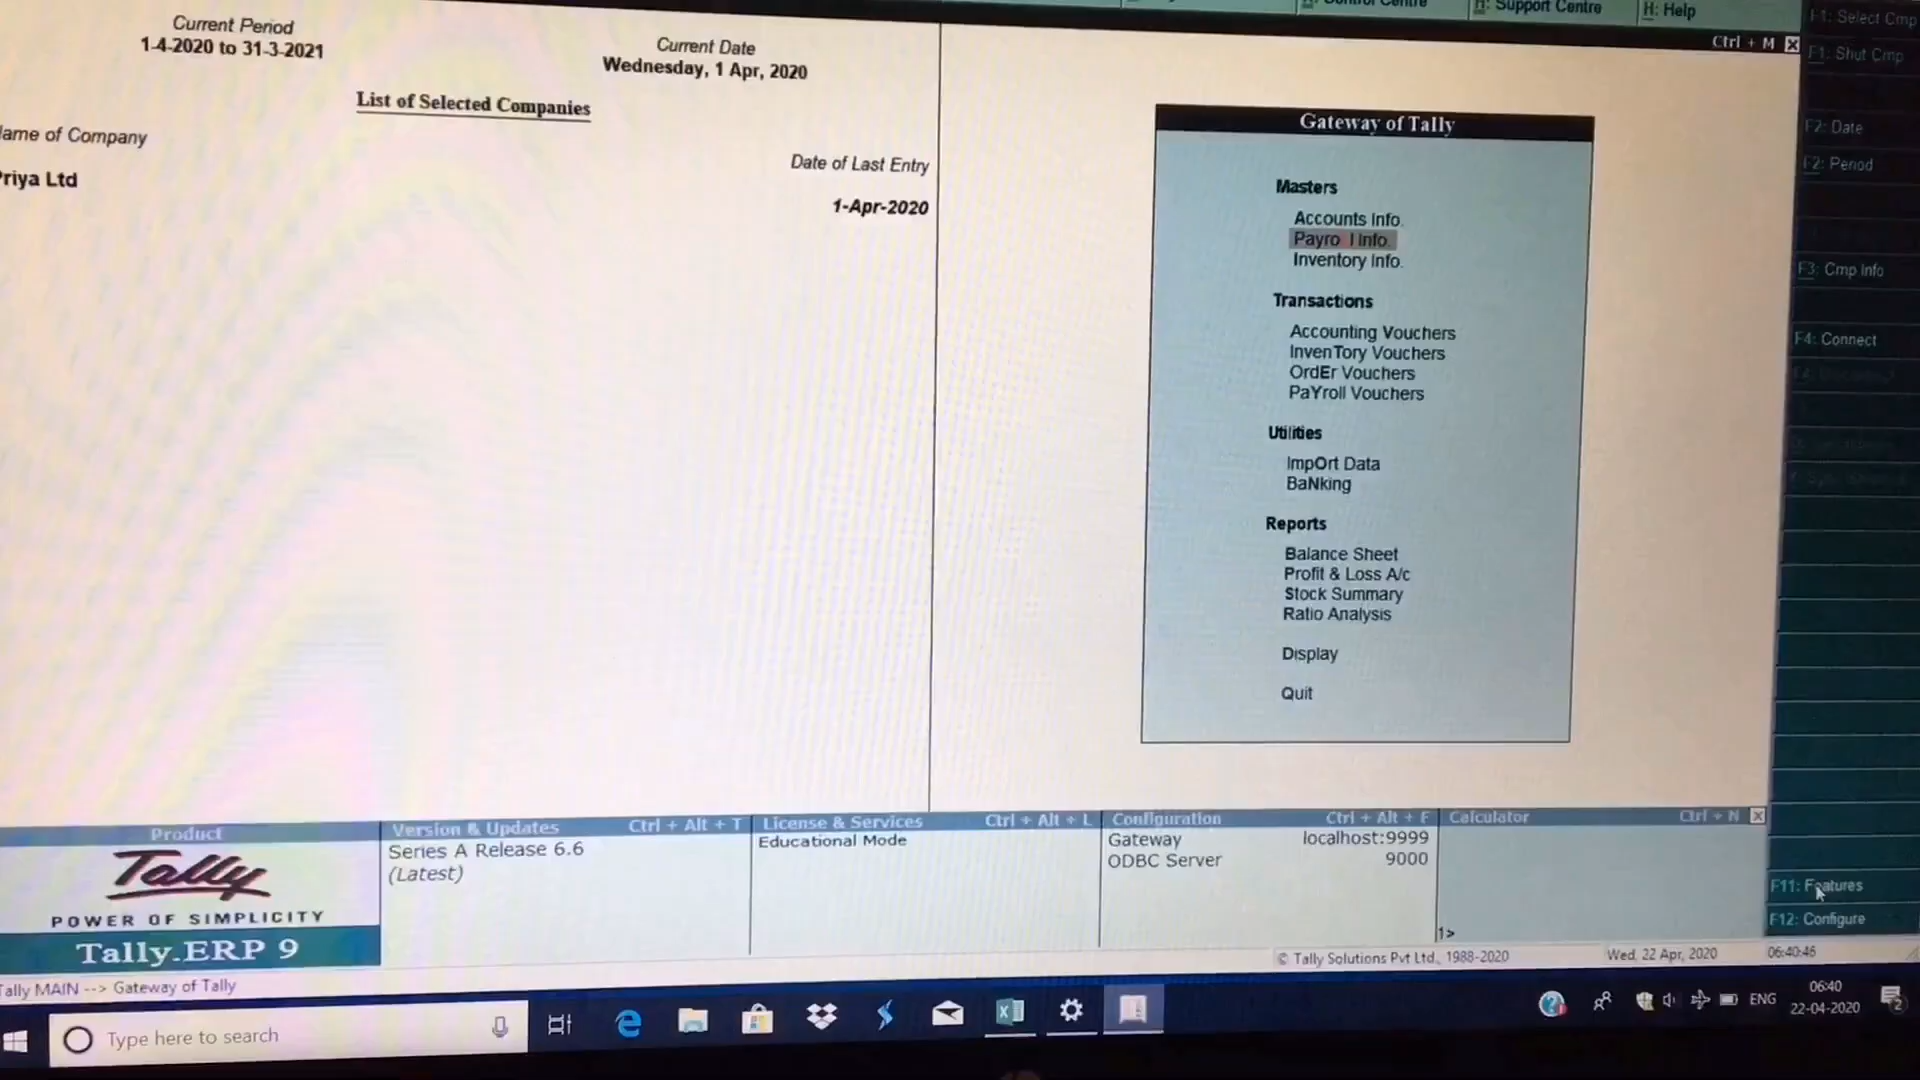 Current Period
1-4-2020 to 31-3-2021
Current Date
Wednesday, 1 Apr, 2020
List of Selected Companies
ame of Company
Date of Last Entry
riya Ltd
1-Apr-2020
Support Centre
H: Help
Ctrl + M
Gateway of Tally
Masters
Accounts Info.
Payro l Info.
Inventory Info.
Transactions
Accounting Vouchers
InvenTory Vouchers
OrdEr Vouchers
PaYroll Vouchers
Utilities
ImpOrt Data
BaNking
Reports
Balance Sheet
Profit & Loss A/c
Stock Summary
Ratio Analysis
Display
Quit
F1: Select Cmp
F1: Shut Cmp
F2: Date
F2: Period
F3: Cmp Info
F4: Connect
F11: Features
F12: Configure
Product
Tally
POWER OF SIMPLICITY
Tally.ERP 9
Version & Updates Ctrl + Alt + T
Series A Release 6.6
(Latest)
License & Services Ctrl + Alt + L
Educational Mode
Configuration Ctrl + Alt + F
Gateway localhost:9999
ODBC Server 9000
Calculator Ctrl + N
1>
© Tally Solutions Pvt Ltd., 1988-2020 Wed, 22 Apr, 2020 06:40:46
Tally MAIN --> Gateway of Tally
Type here to search
ENG
06:40
22-04-2020
2